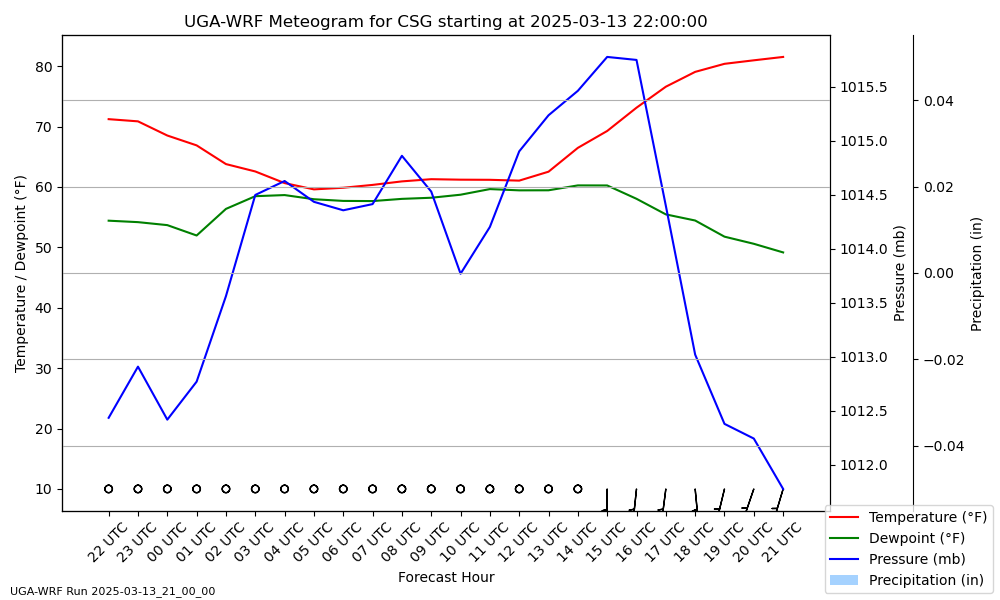 UGA-WRF Meteogram for CSG starting at 2025-03-13 22:00:00
Temperature / Dewpoint (°F)
80
70
60
50
40
30
20
10
1015.5
1015.0
1014.5
1014.0
1013.5
1013.0
1012.5
1012.0
Pressure (mb)
0.04
0.02
0.00
−0.02
−0.04
Precipitation (in)
22 UTC
23 UTC
00 UTC
01 UTC
02 UTC
03 UTC
04 UTC
05 UTC
06 UTC
07 UTC
08 UTC
09 UTC
10 UTC
11 UTC
12 UTC
13 UTC
14 UTC
15 UTC
16 UTC
17 UTC
18 UTC
19 UTC
20 UTC
21 UTC
Forecast Hour
Temperature (°F)
Dewpoint (°F)
Pressure (mb)
Precipitation (in)
UGA-WRF Run 2025-03-13_21_00_00